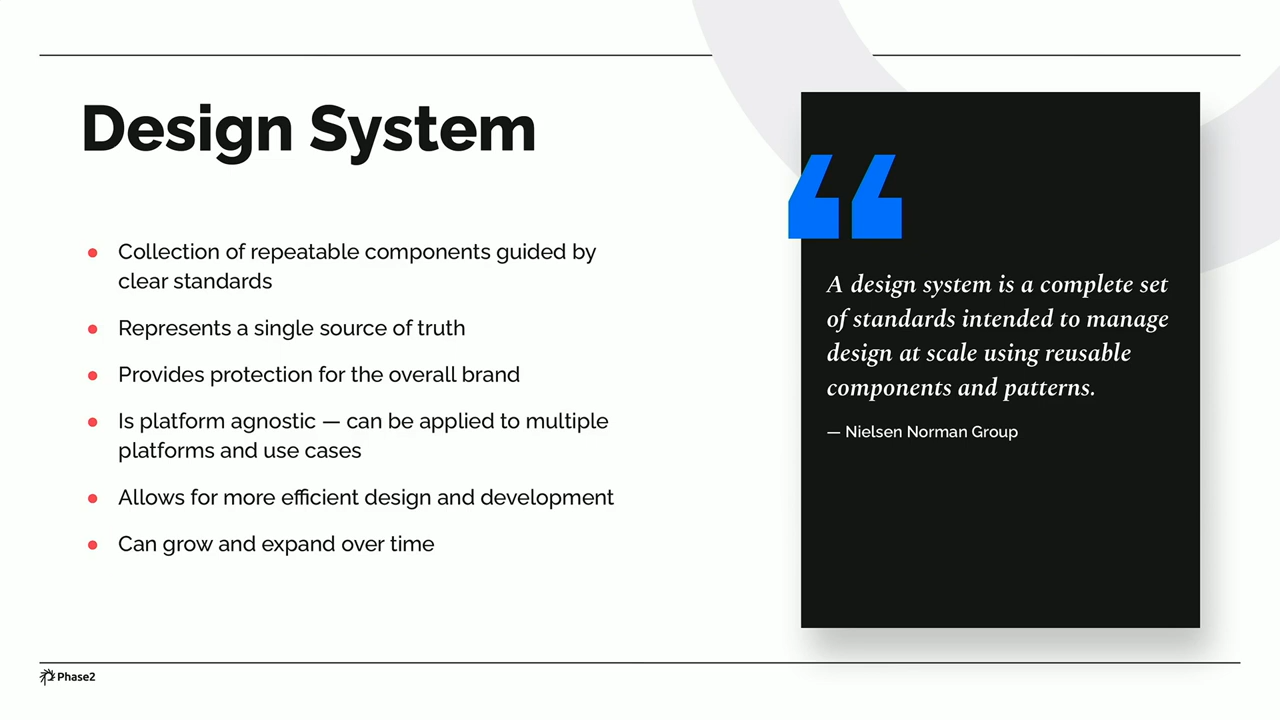 Design System
Collection of repeatable components guided by
clear standards
Represents a single source of truth
Provides protection for the overall brand
Is platform agnostic — can be applied to multiple
platforms and use cases
Allows for more efficient design and development
Can grow and expand over time
“
A design system is a complete set
of standards intended to manage
design at scale using reusable
components and patterns.
— Nielsen Norman Group
Phase2